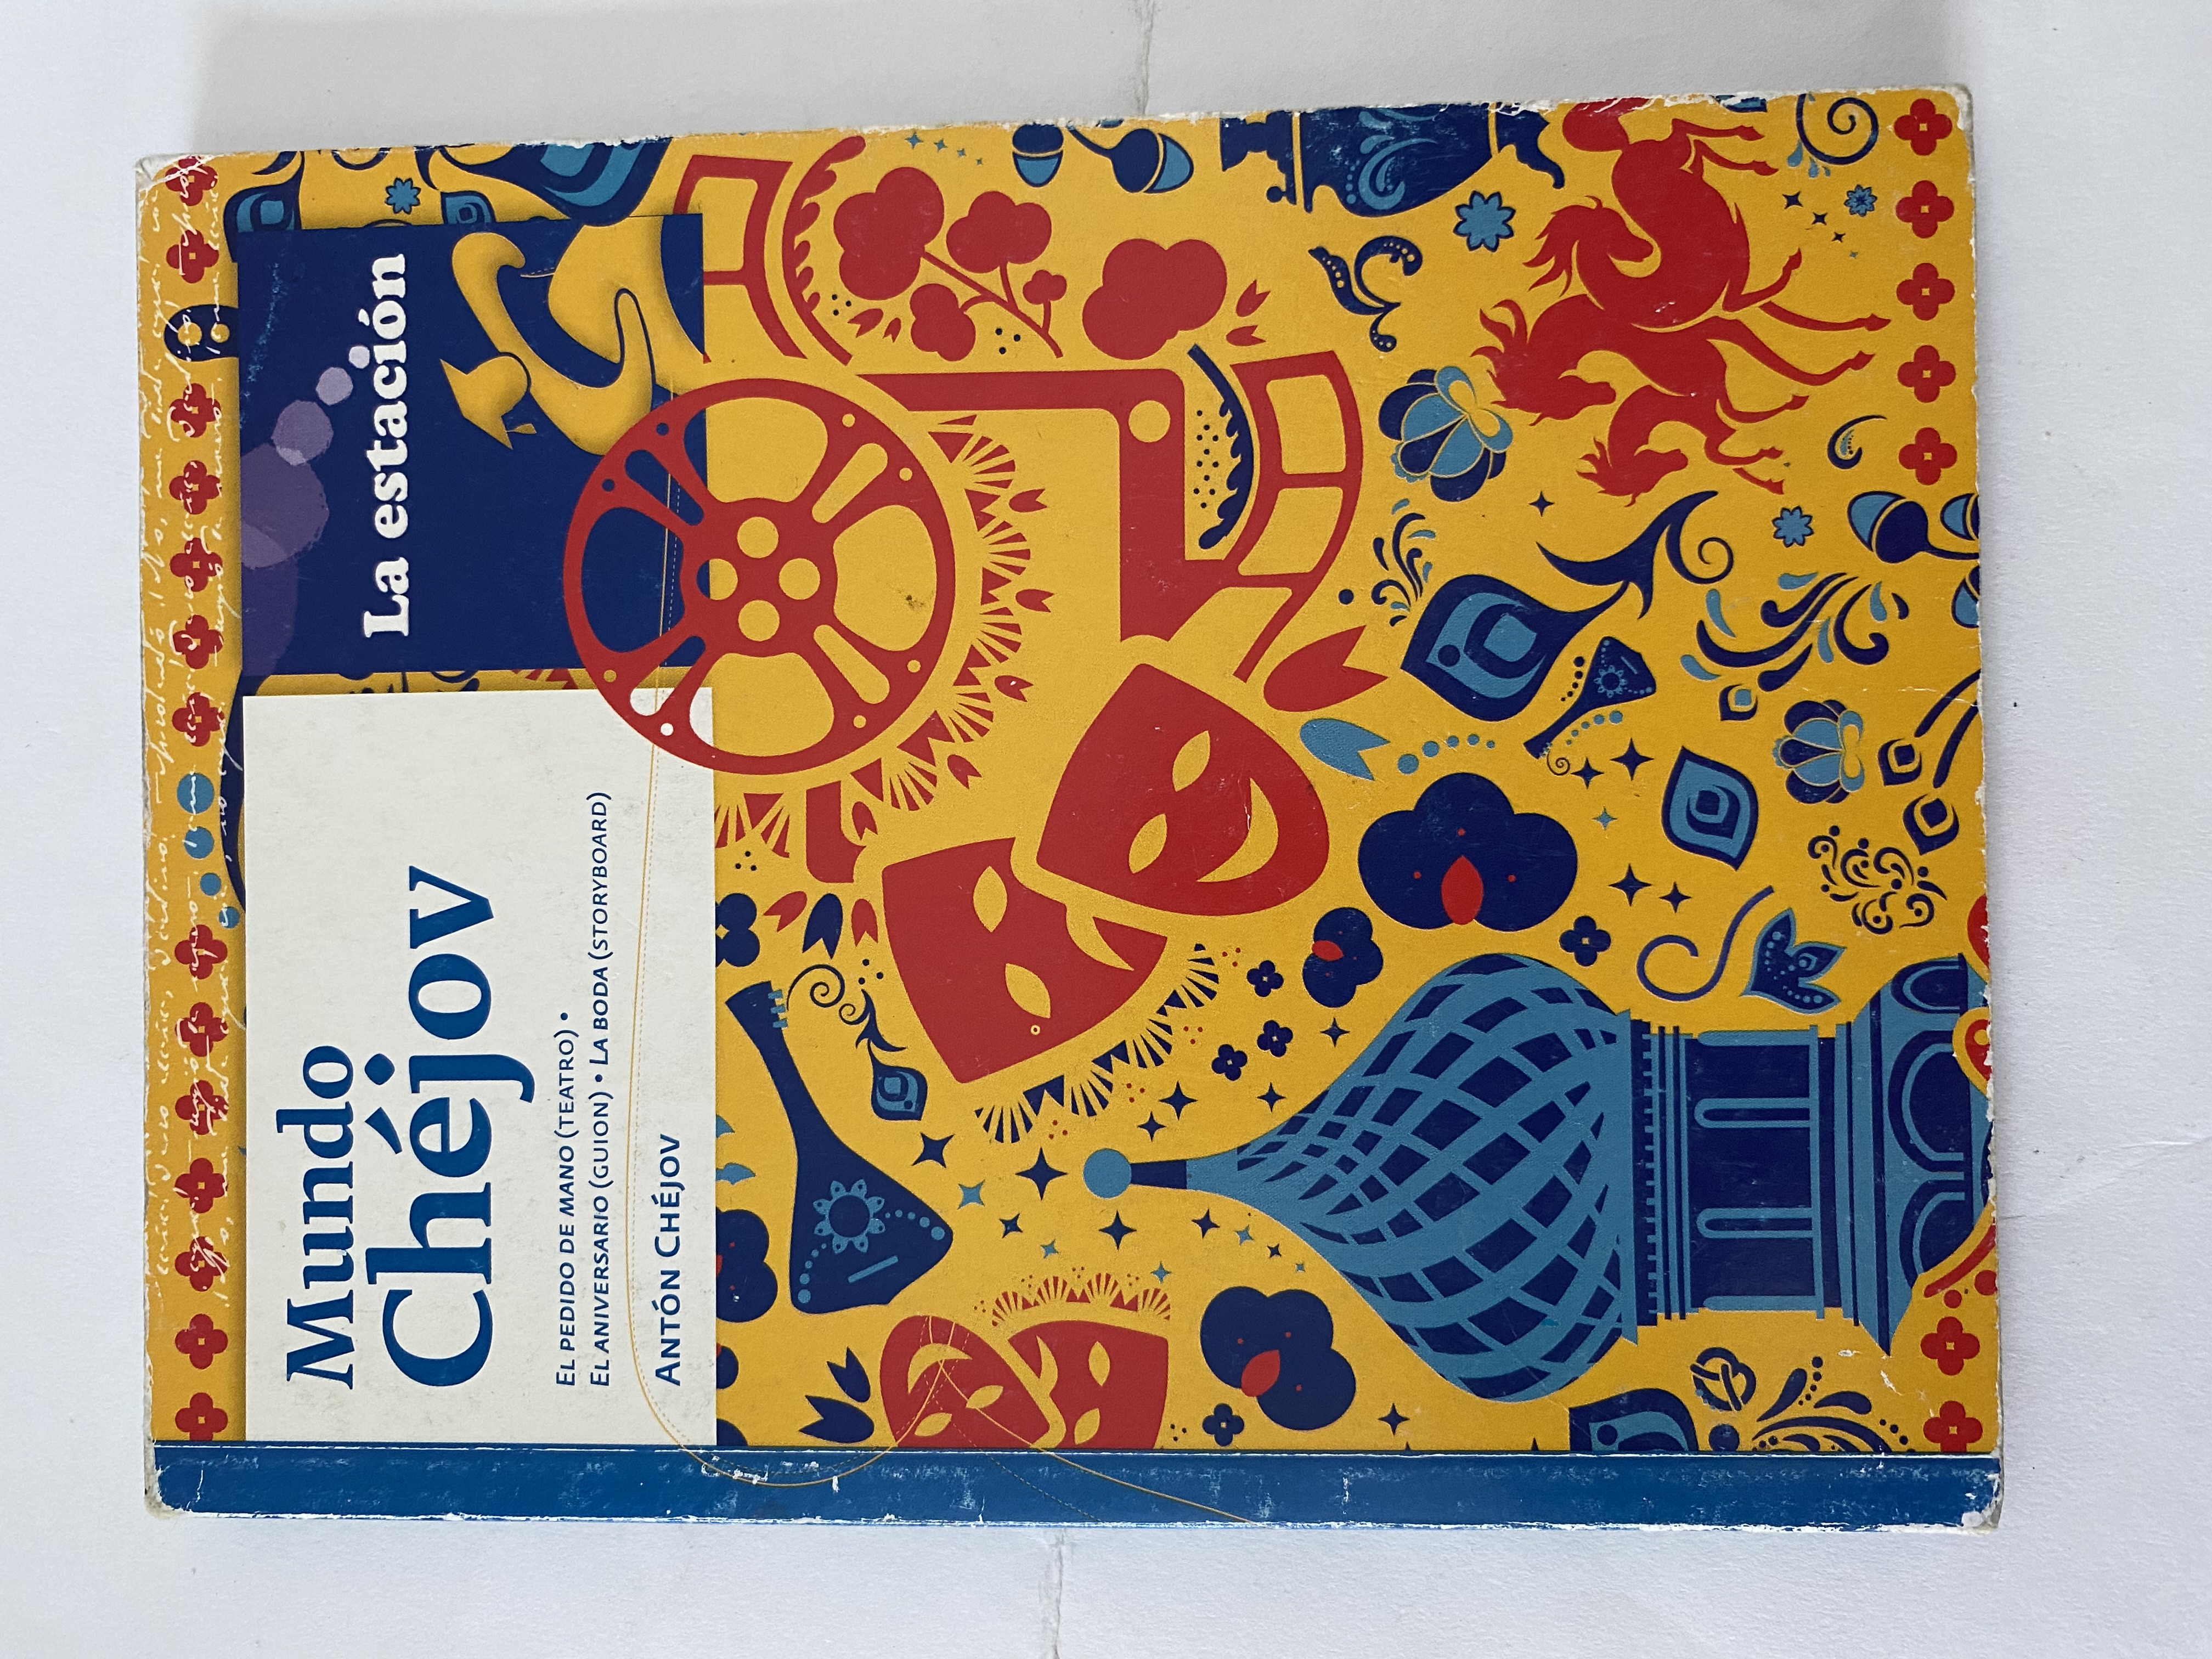 Mundo
Chéjov
EL PEDIDO DE MANO (TEATRO) •
EL ANIVERSARIO (GUION) • LA BODA (STORYBOARD)
ANTÓN CHÉJOV
La estación